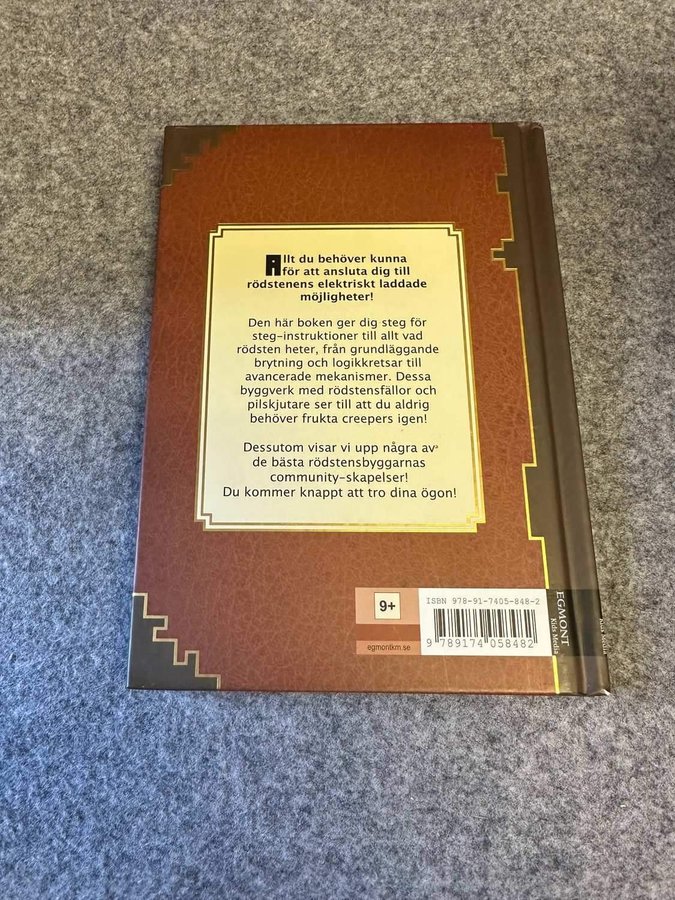 Allt du behöver kunna
för att ansluta dig till
rödstenens elektriskt laddade
möjligheter!
Den här boken ger dig steg för
steg-instruktioner till allt vad
rödsten heter, från grundläggande
brytning och logikkretsar till
avancerade mekanismer. Dessa
byggverk med rödstensfällor och
pilskjutare ser till att du aldrig
behöver frukta creepers igen!
Dessutom visar vi upp några av
de bästa rödstensbyggarnas
community-skapelser!
Du kommer knappt att tro dina ögon!
9+
egmontkm.se
ISBN 978-91-7405-848-2
9 789174 058482
EGMONT
Kids Media